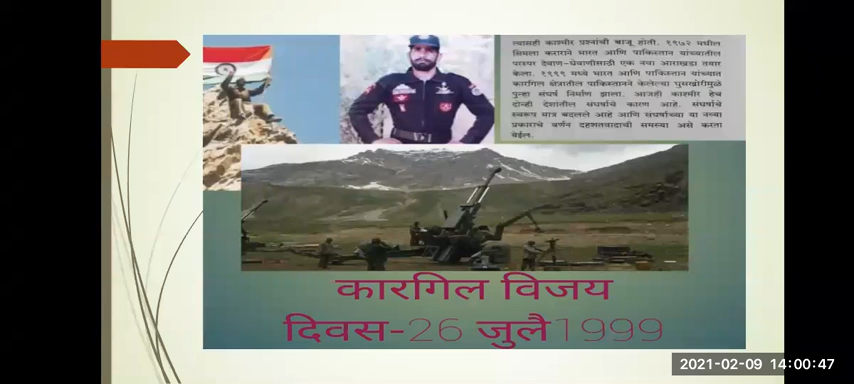 त्यासही काश्मीर प्रश्नांची बाजू होती. १९७२ मधील
सिमला कराराने भारत आणि पाकिस्तान यांच्यातील
परस्पर देवाण-घेवाणीसाठी एक नवा आराखडा तयार
केला. १९९९ मध्ये भारत आणि पाकिस्तान यांच्यात
कारगिल क्षेत्रातील पाकिस्तानने केलेल्या घुसखोरीमुळे
पुन्हा संघर्ष निर्माण झाला. आजही काश्मीर हेच
दोन्ही देशांतील संघर्षाचे कारण आहे. संघर्षाचे
स्वरूप मात्र बदलले आहे आणि संघर्षाच्या या नव्या
प्रकाराचे वर्णन दहशतवादाची समस्या असे करता
येईल.
कारगिल विजय
दिवस-26 जुलै1999
2021-02-09 14:00:47